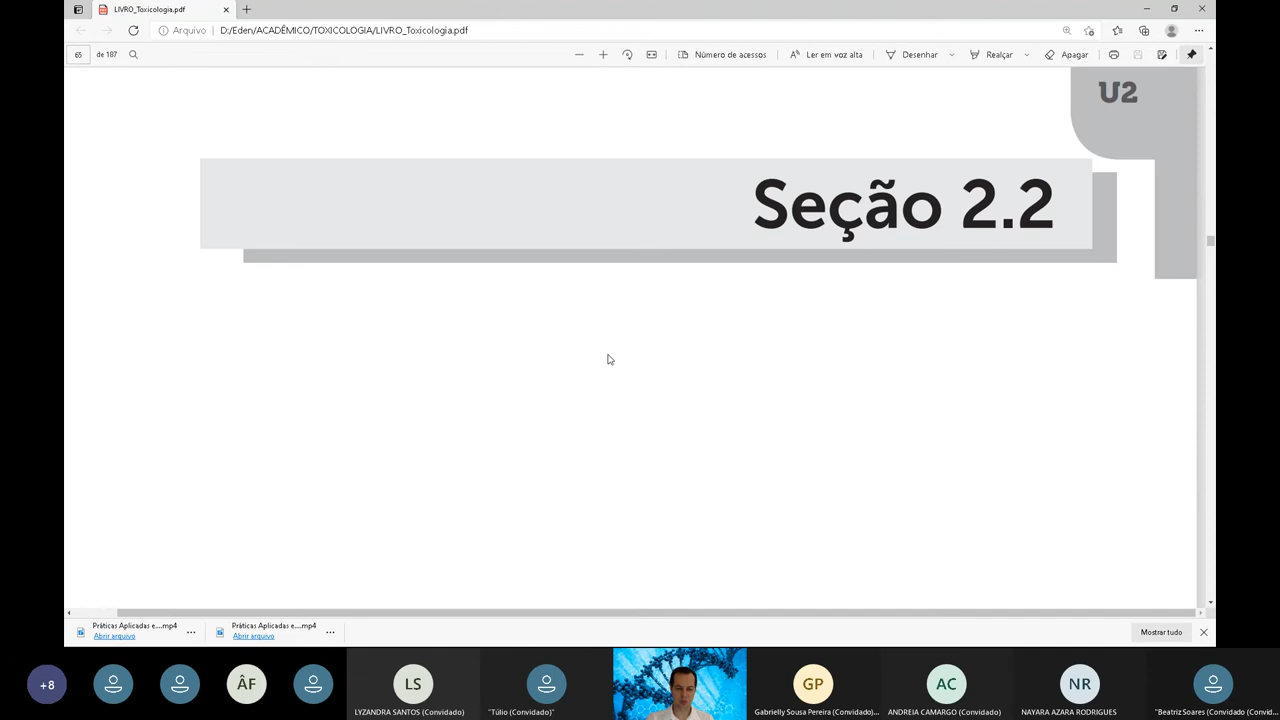 LIVRO_Toxicologia.pdf
Arquivo
D:/Eden/ACADÊMICO/TOXICOLOGIA/LIVRO_Toxicologia.pdf
65 de 187
Número de acessos
Ler em voz alta
Desenhar
Realçar
Apagar
U2
Seção 2.2
Práticas Aplicadas e....mp4
Abrir arquivo
Práticas Aplicadas e....mp4
Abrir arquivo
Mostrar tudo
+8
ÂF
LS
GP
AC
NR
LYZANDRA SANTOS (Convidado)
"Túlio (Convidado)"
Gabrielly Sousa Pereira (Convidado)...
ANDREIA CAMARGO (Convidado)
NAYARA AZARA RODRIGUES
"Beatriz Soares (Convid...